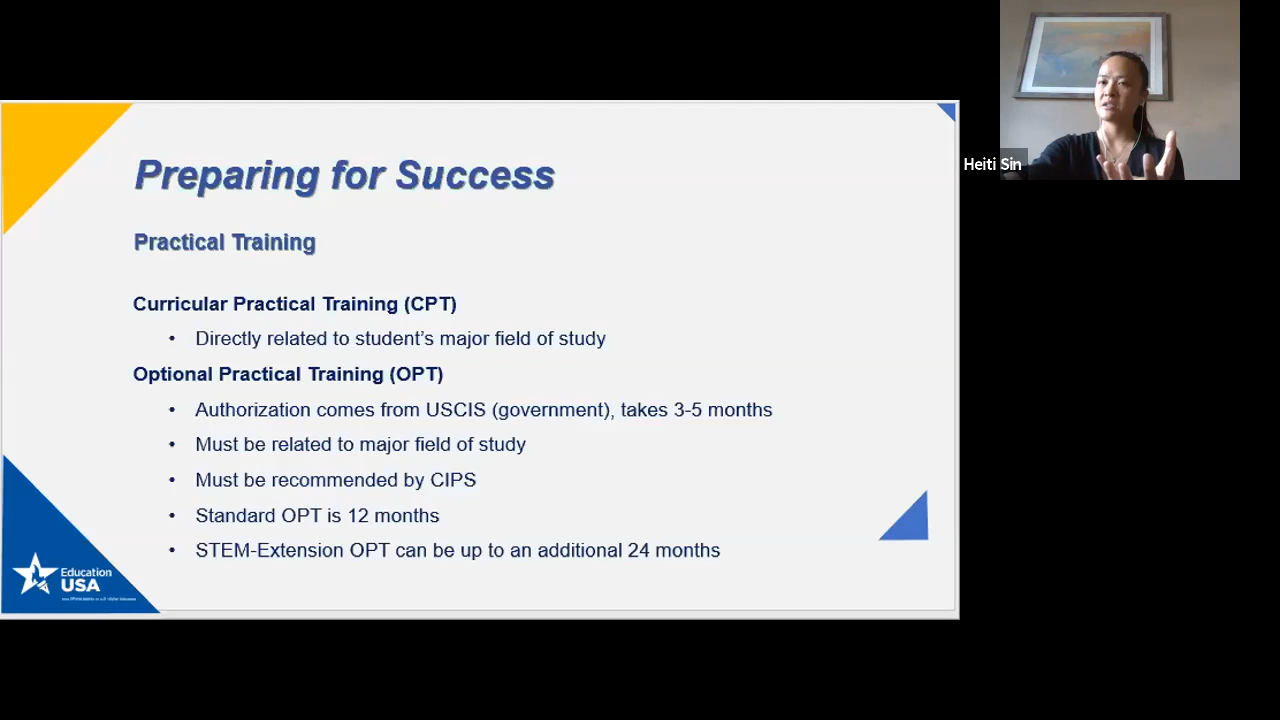 Preparing for Success
Practical Training
Curricular Practical Training (CPT)
• Directly related to student's major field of study
Optional Practical Training (OPT)
• Authorization comes from USCIS (government), takes 3-5 months
• Must be related to major field of study
• Must be recommended by CIPS
• Standard OPT is 12 months
• STEM-Extension OPT can be up to an additional 24 months
Education
USA
Heiti Sin